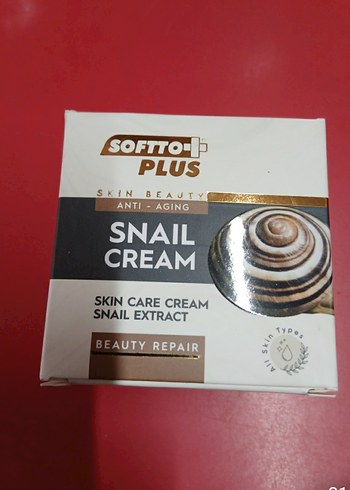 SOFTTO
PLUS
SKIN BEAUTY
ANTI - AGING
SNAIL
CREAM
SKIN CARE CREAM
SNAIL EXTRACT
BEAUTY REPAIR
All Skin Types